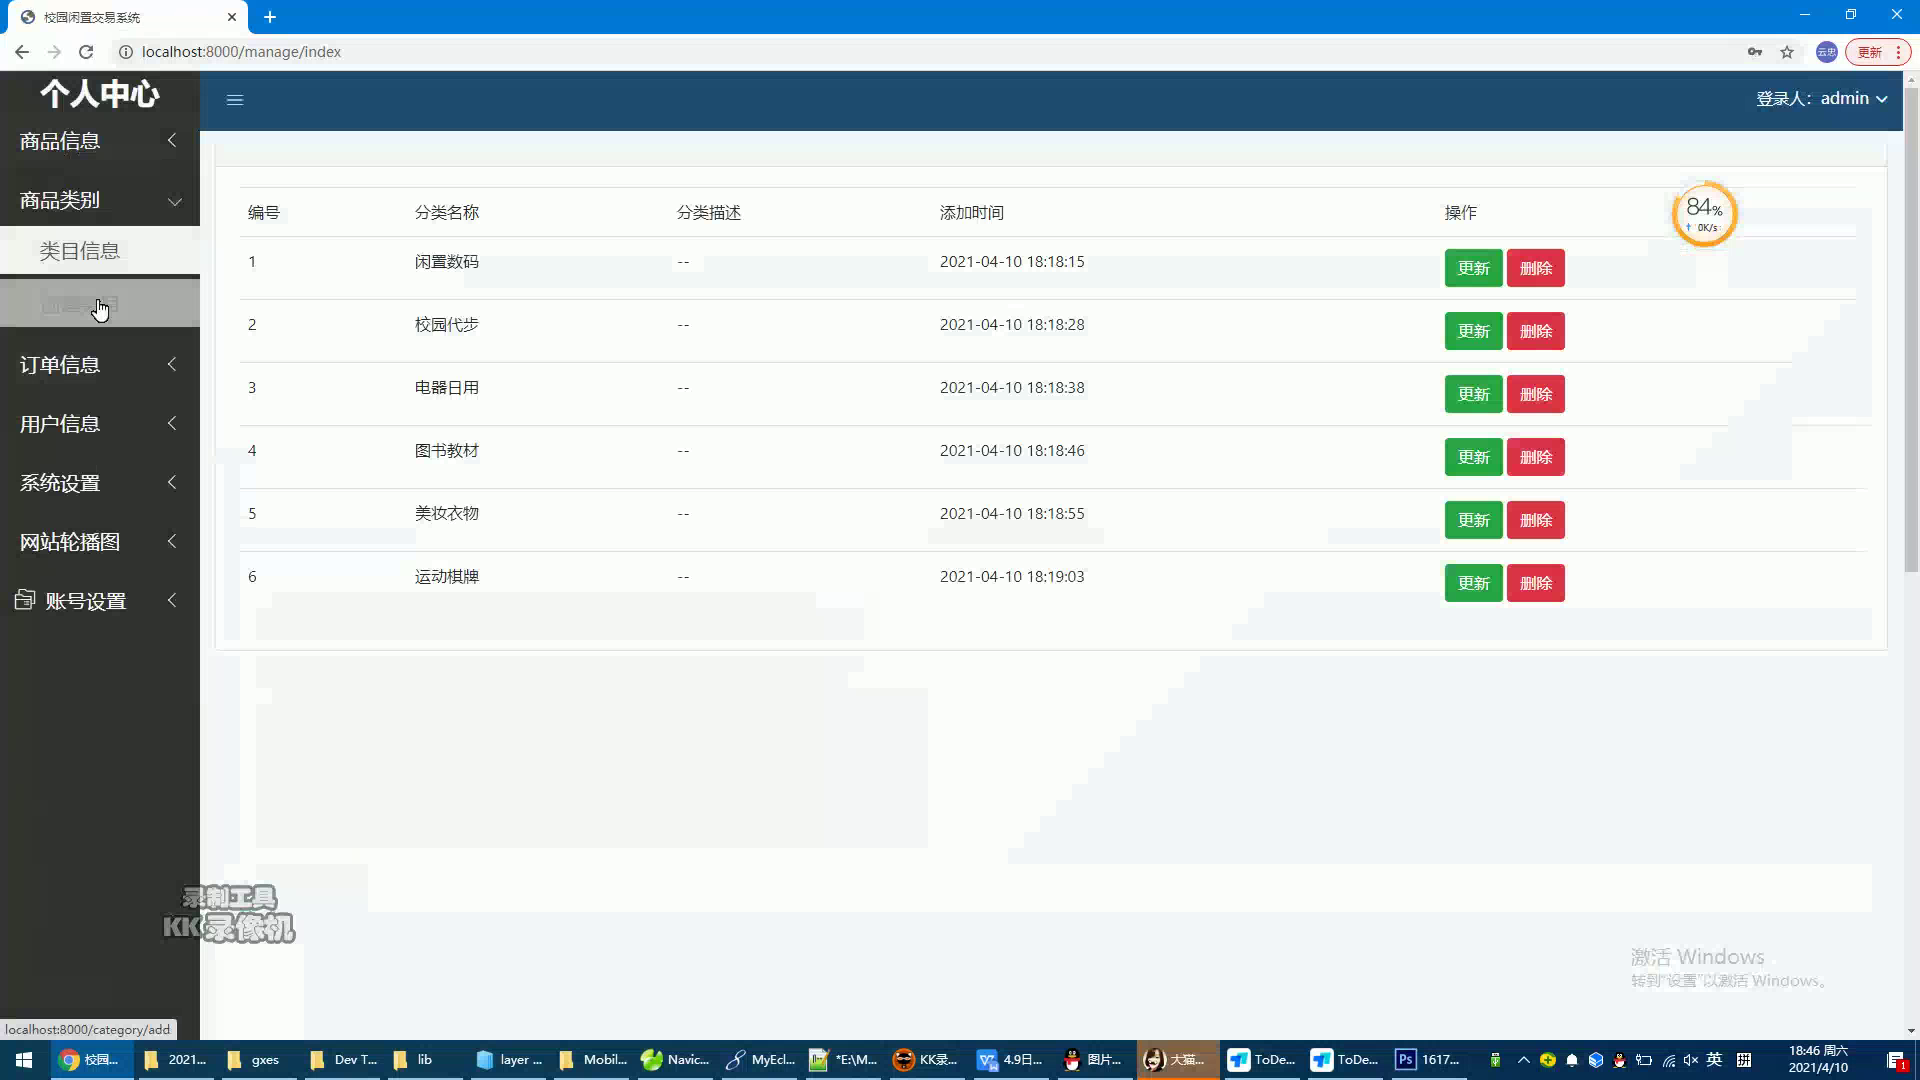 校园闲置交易系统
localhost:8000/manage/index
云忠
更新
个人中心
登录人：admin
商品信息
商品类别
类目信息
订单信息
用户信息
系统设置
网站轮播图
账号设置
编号 分类名称 分类描述 添加时间 操作
84%
0K/s
1 闲置数码 -- 2021-04-10 18:18:15 更新 删除
2 校园代步 -- 2021-04-10 18:18:28 更新 删除
3 电器日用 -- 2021-04-10 18:18:38 更新 删除
4 图书教材 -- 2021-04-10 18:18:46 更新 删除
5 美妆衣物 -- 2021-04-10 18:18:55 更新 删除
6 运动棋牌 -- 2021-04-10 18:19:03 更新 删除
录制工具
KK录像机
激活 Windows
转到"设置"以激活 Windows。
localhost:8000/category/add
校园... 2021... gxes Dev T... lib layer ... Mobil... Navic... MyEcl... *E:\M... KK录... 4.9日... 图片... 大猫... ToDe... ToDe... Ps 1617... 英 拼
18:46 周六
2021/4/10
1